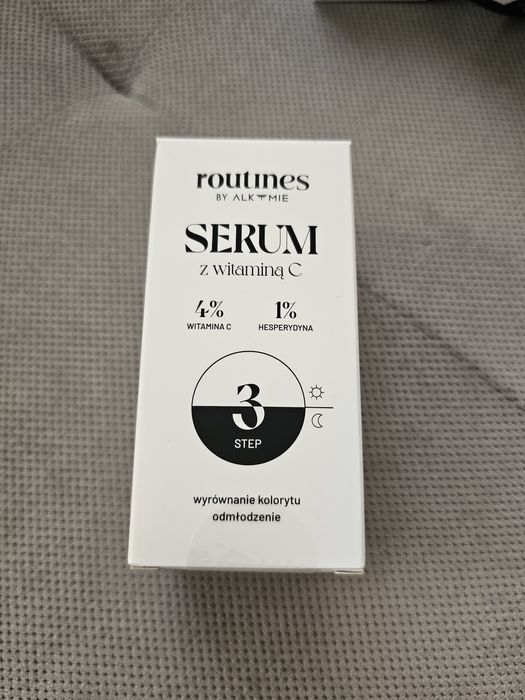 routines
BY ALKMIE
SERUM
z witaminą C
4% 1%
WITAMINA C HESPERYDYNA
3
STEP
wyrównanie kolorytu
odmłodzenie